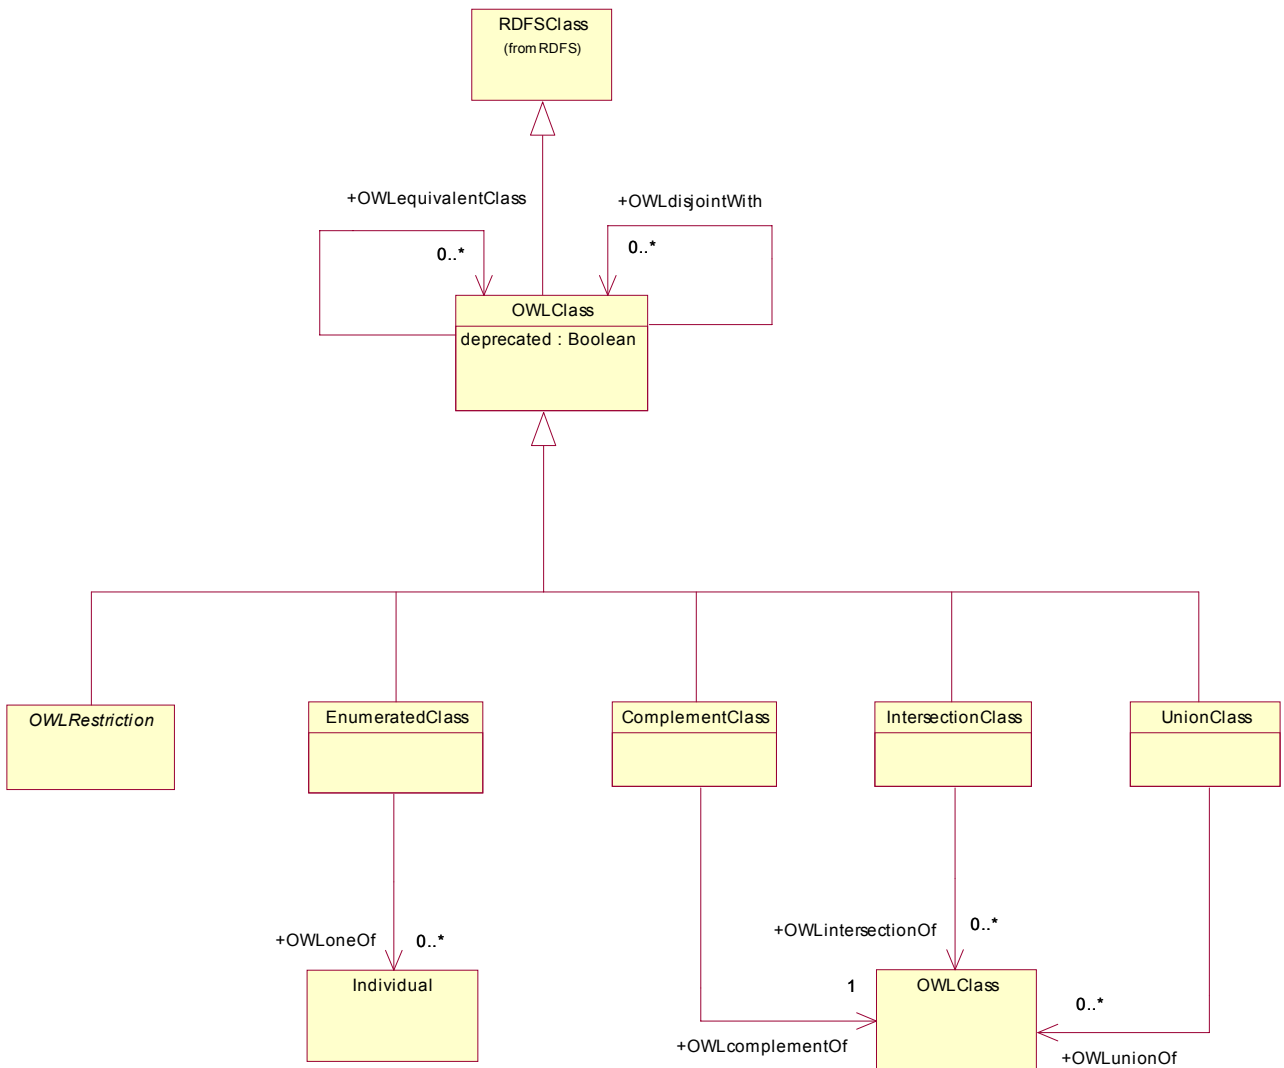 RDFSClass
(from RDFS)
+OWLequivalentClass
+OWLdisjointWith
0..*
0..*
OWLClass
deprecated : Boolean
OWLRestriction
EnumeratedClass
ComplementClass
IntersectionClass
UnionClass
+OWLoneOf
0..*
+OWLintersectionOf
0..*
Individual
1
OWLClass
0..*
+OWLcomplementOf
+OWLunionOf